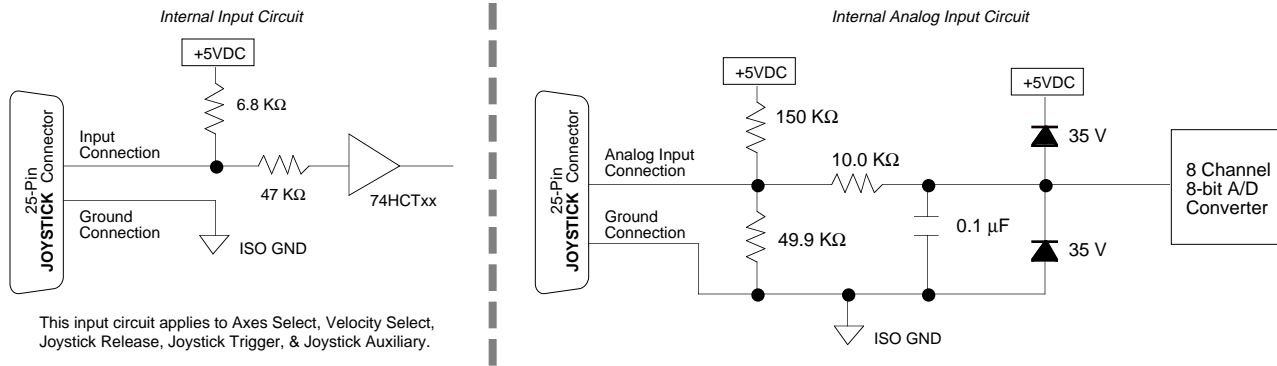 Internal Input Circuit
+5VDC
6.8 KΩ
25-Pin
JOYSTICK Connector
Input
Connection
47 KΩ
74HCTxx
Ground
Connection
ISO GND
This input circuit applies to Axes Select, Velocity Select,
Joystick Release, Joystick Trigger, & Joystick Auxiliary.
Internal Analog Input Circuit
+5VDC
+5VDC
150 KΩ
35 V
25-Pin
JOYSTICK Connector
Analog Input
Connection
10.0 KΩ
8 Channel
8-bit A/D
Converter
Ground
Connection
49.9 KΩ
0.1 µF
35 V
ISO GND